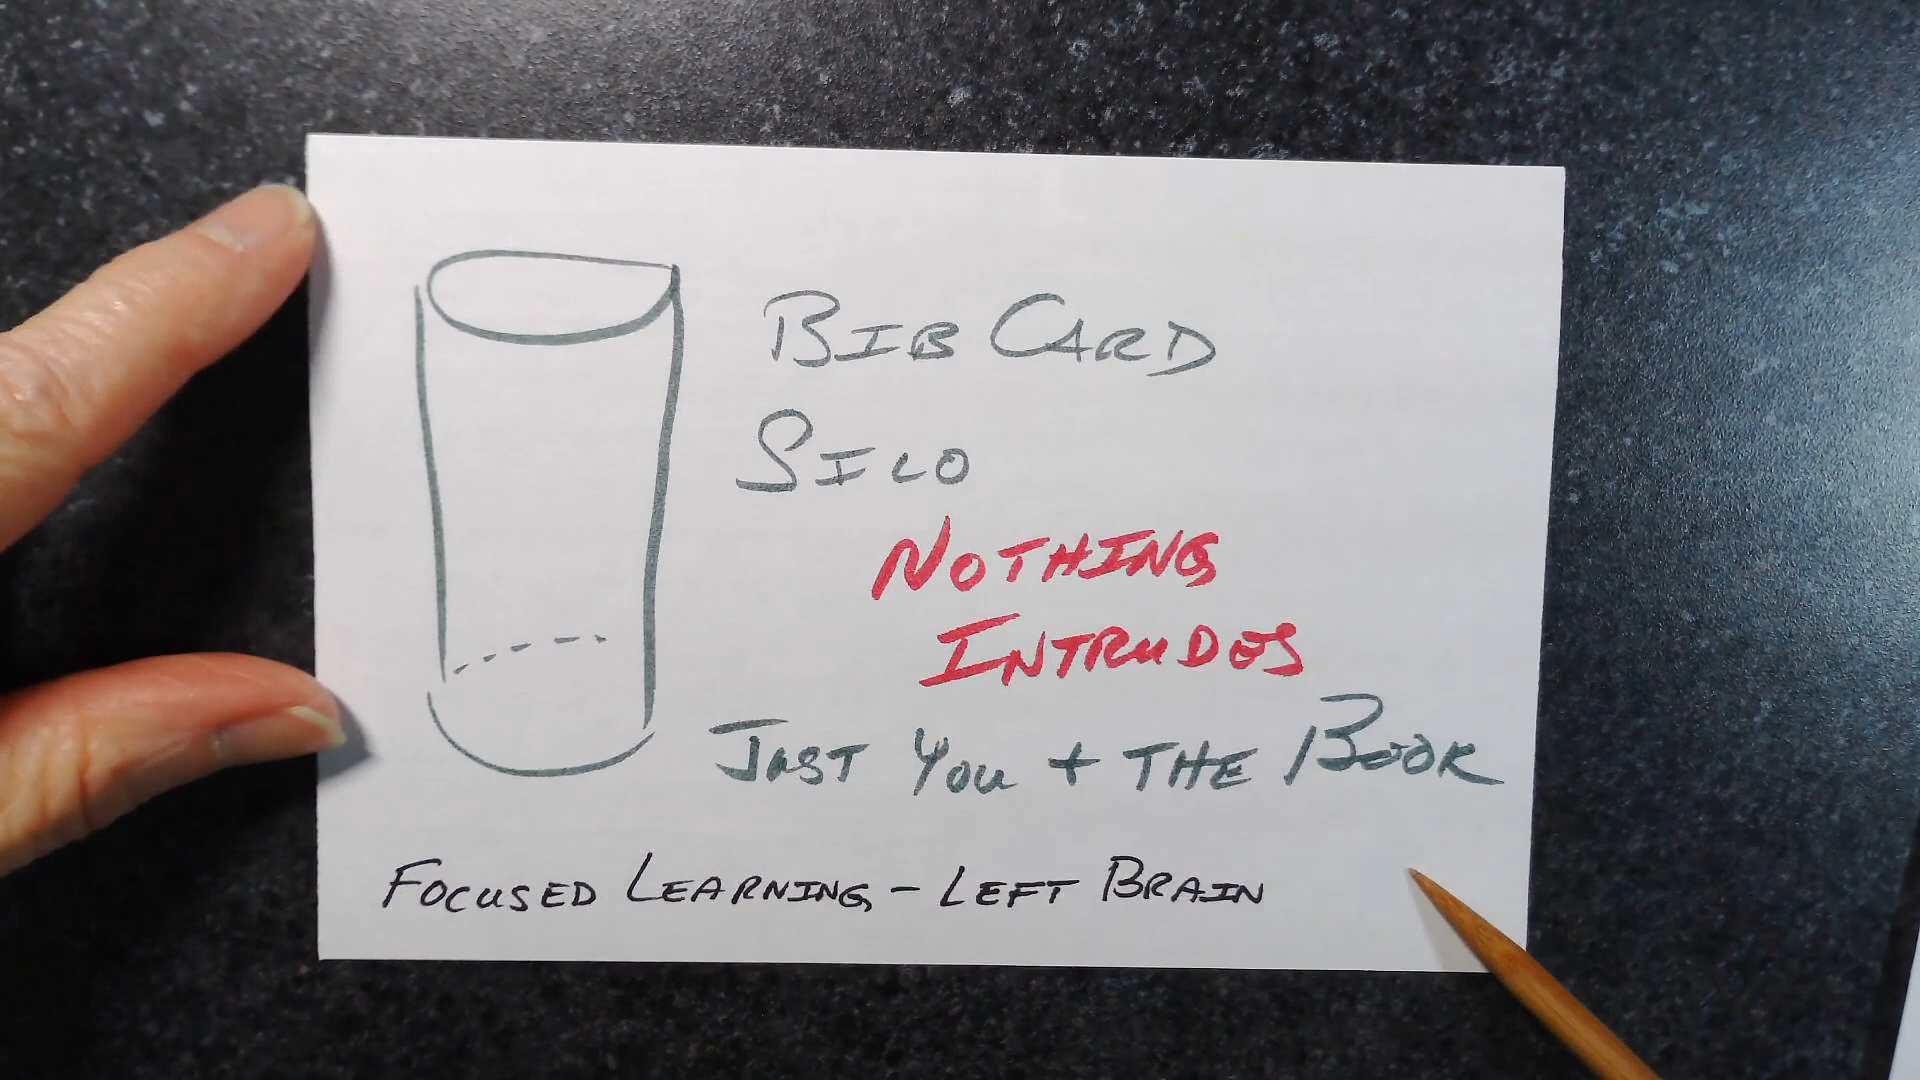 BIB CARD
SILO
NOTHING
INTRUDES
JUST YOU + THE BOOK
FOCUSED LEARNING - LEFT BRAIN